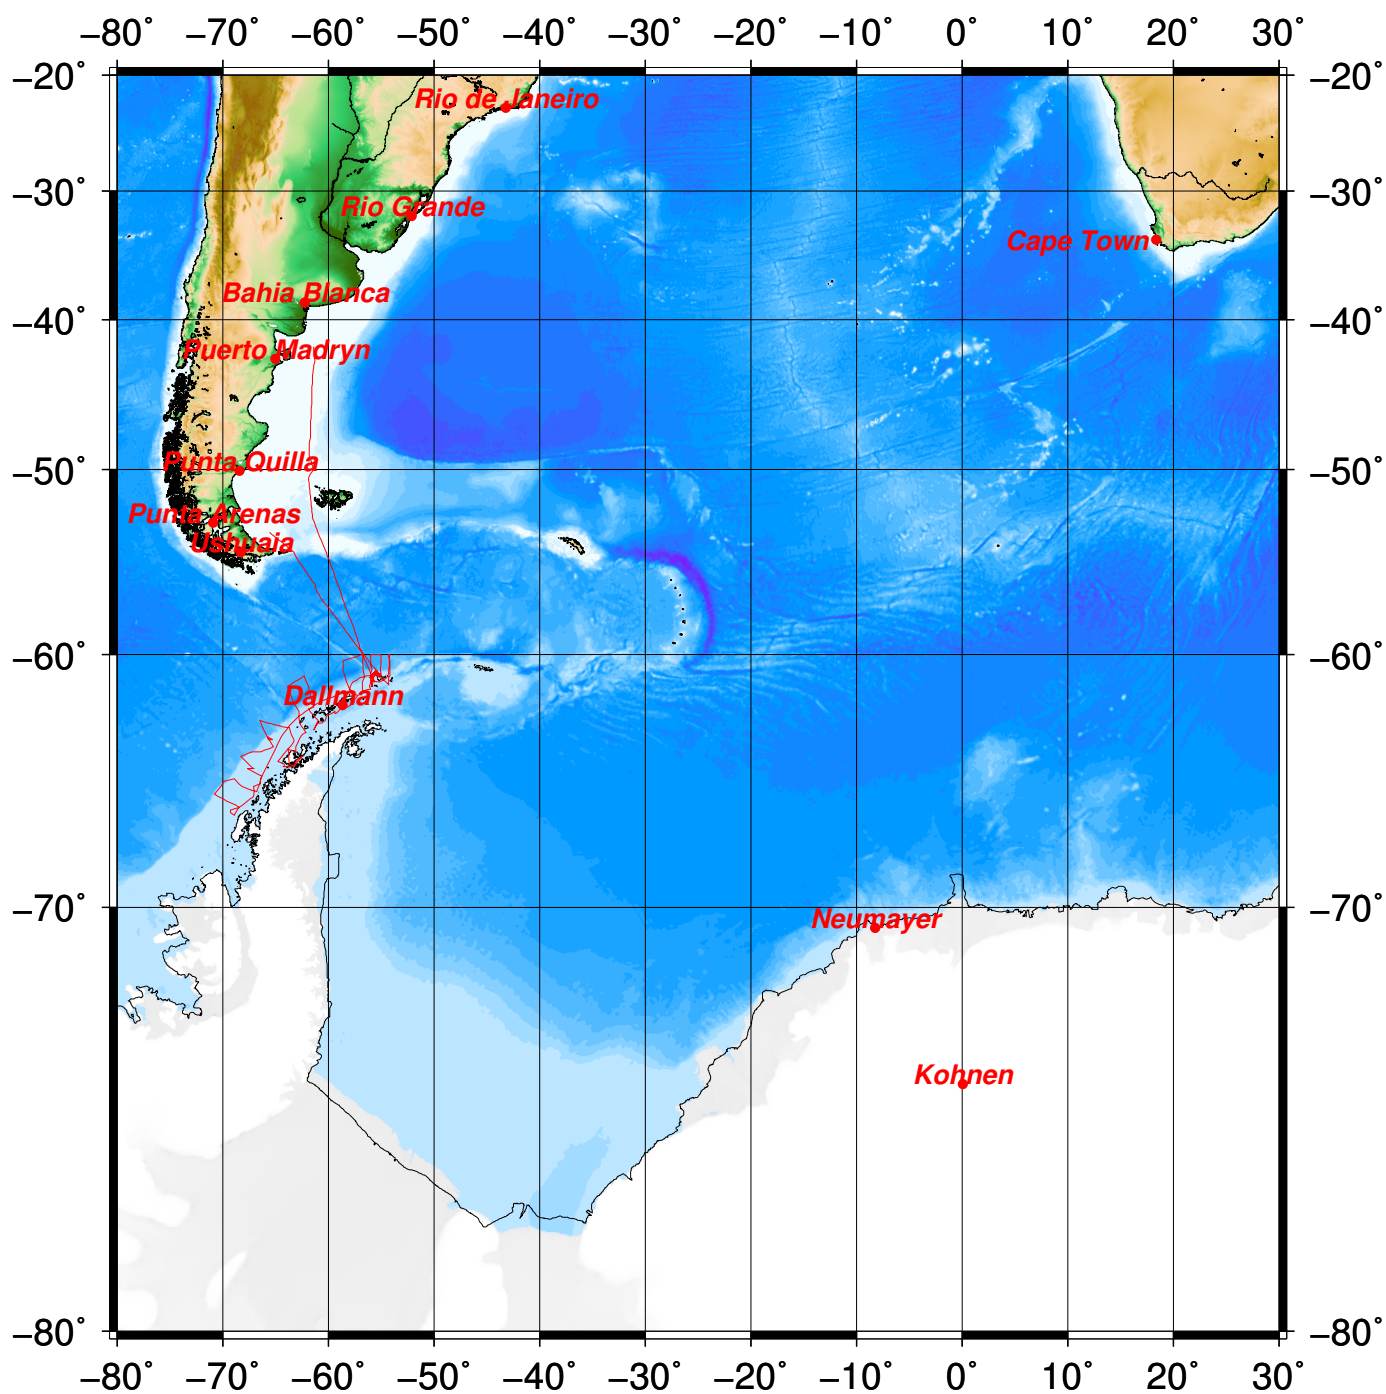 −80° −70° −60° −50° −40° −30° −20° −10° 0° 10° 20° 30°
−20° −20°
Rio de Janeiro
−30° −30°
Rio Grande
Cape Town
Bahia Blanca
−40° −40°
Puerto Madryn
Punta Quilla
−50° −50°
Punta Arenas
Ushuaia
−60° −60°
Dallmann
−70° −70°
Neumayer
Kohnen
−80° −80°
−80° −70° −60° −50° −40° −30° −20° −10° 0° 10° 20° 30°